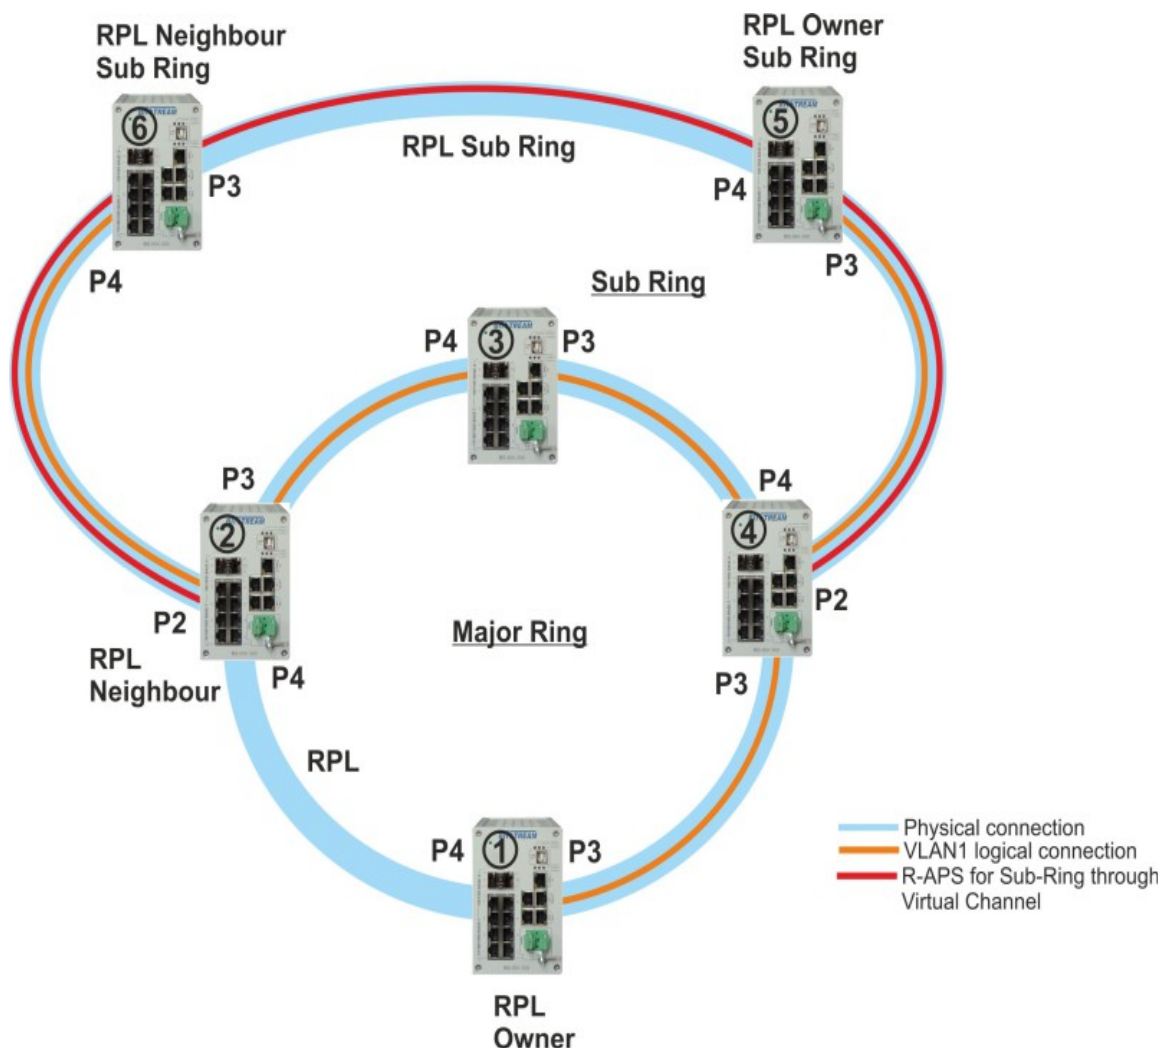 RPL Neighbour
Sub Ring
RPL Owner
Sub Ring
6
5
RPL Sub Ring
P3
P4
P4
P3
Sub Ring
3
P4
P3
P3
P4
2
4
Major Ring
P2
P2
RPL
Neighbour
P4
P3
RPL
1
P4
P3
Physical connection
VLAN1 logical connection
R-APS for Sub-Ring through
Virtual Channel
RPL
Owner